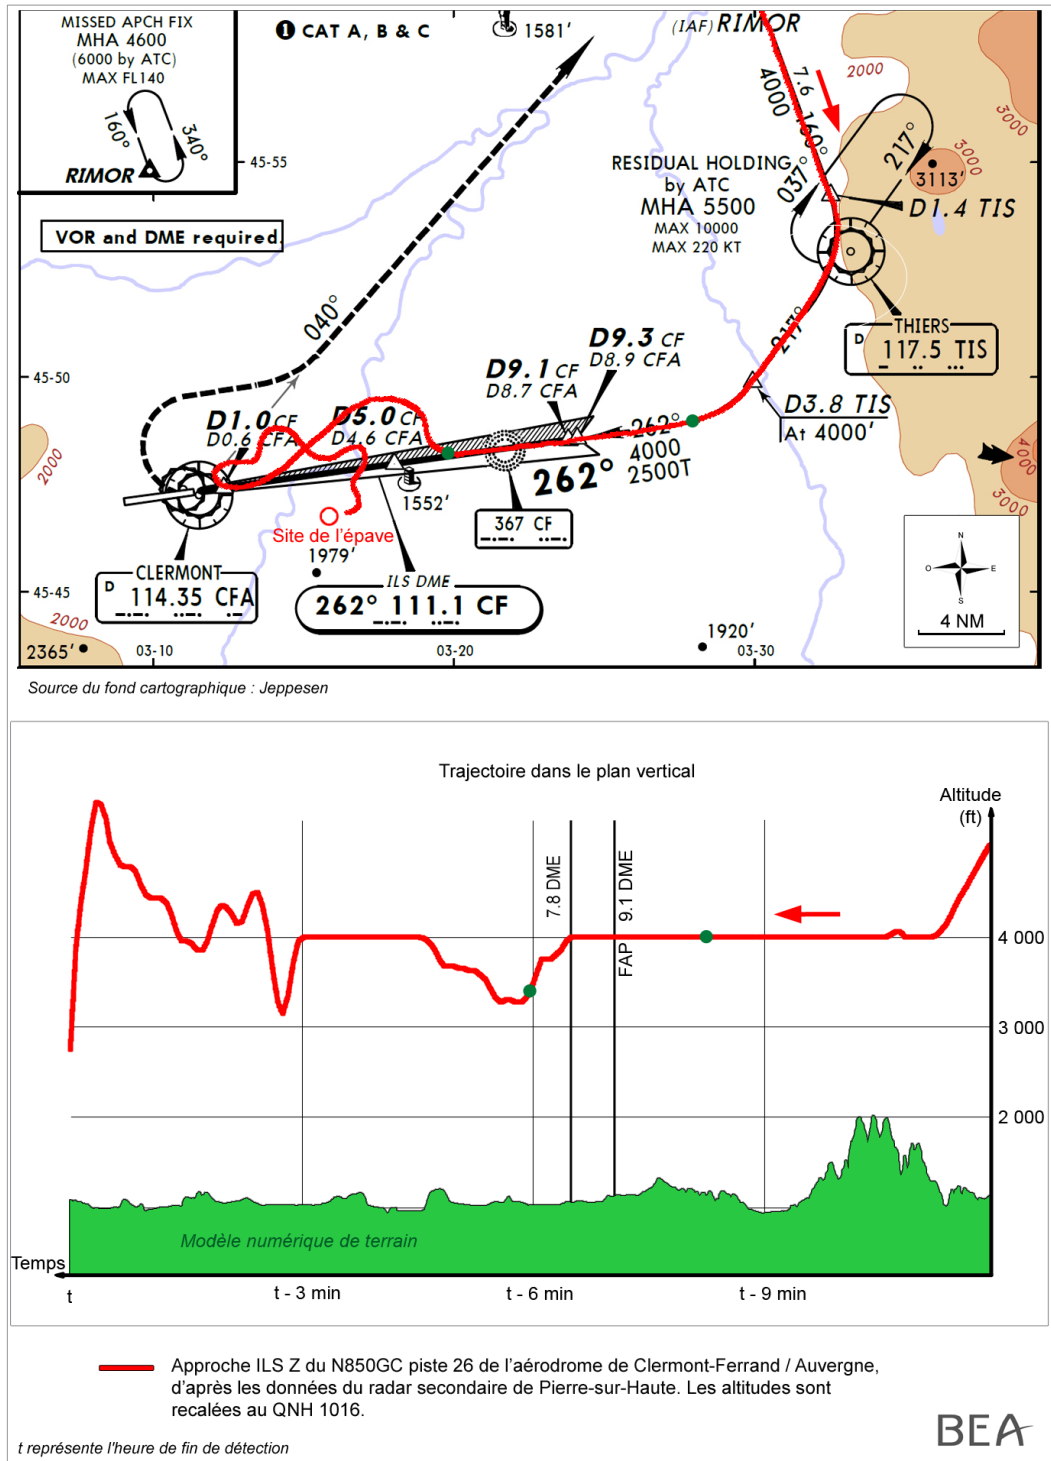 MISSED APCH FIX
MHA 4600
(6000 by ATC)
MAX FL140
160°
340°
RIMOR
1 CAT A, B & C
1581'
(IAF) RIMOR
7.6
4000
160°
2000
3000
217°
3000
3113'
45-55
RESIDUAL HOLDING
by ATC
MHA 5500
MAX 10000
MAX 220 KT
037°
D1.4 TIS
VOR and DME required
040°
THIERS
D 117.5 TIS
217°
D9.3 CF
D8.9 CFA
D9.1 CF
D8.7 CFA
45-50
D3.8 TIS
At 4000'
D1.0 CF
D0.6 CFA
D5.0 CF
D4.6 CFA
262°
4000
2500T
262°
2000
4000
3000
1552'
367 CF
Site de l'épave
1979'
CLERMONT
D 114.35 CFA
ILS DME
262° 111.1 CF
45-45
N
O
E
S
4 NM
2000
2365'
1920'
03-10
03-20
03-30
Source du fond cartographique : Jeppesen
Trajectoire dans le plan vertical
Altitude
(ft)
7.8 DME
FAP 9.1 DME
4 000
3 000
2 000
Modèle numérique de terrain
Temps
t
t - 3 min
t - 6 min
t - 9 min
Approche ILS Z du N850GC piste 26 de l'aérodrome de Clermont-Ferrand / Auvergne,
d'après les données du radar secondaire de Pierre-sur-Haute. Les altitudes sont
recalées au QNH 1016.
BEA
t représente l'heure de fin de détection